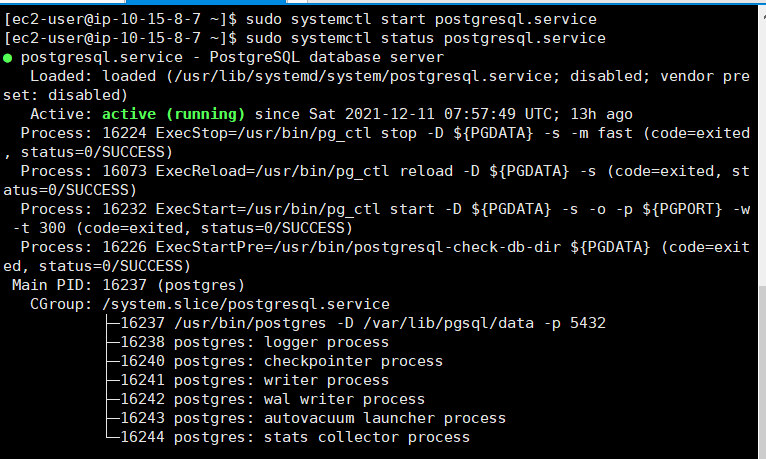 [ec2-user@ip-10-15-8-7 ~]$ sudo systemctl start postgresql.service
[ec2-user@ip-10-15-8-7 ~]$ sudo systemctl status postgresql.service
● postgresql.service - PostgreSQL database server
   Loaded: loaded (/usr/lib/systemd/system/postgresql.service; disabled; vendor pre
set: disabled)
   Active: active (running) since Sat 2021-12-11 07:57:49 UTC; 13h ago
  Process: 16224 ExecStop=/usr/bin/pg_ctl stop -D ${PGDATA} -s -m fast (code=exited
, status=0/SUCCESS)
  Process: 16073 ExecReload=/usr/bin/pg_ctl reload -D ${PGDATA} -s (code=exited, st
atus=0/SUCCESS)
  Process: 16232 ExecStart=/usr/bin/pg_ctl start -D ${PGDATA} -s -o -p ${PGPORT} -w
 -t 300 (code=exited, status=0/SUCCESS)
  Process: 16226 ExecStartPre=/usr/bin/postgresql-check-db-dir ${PGDATA} (code=exit
ed, status=0/SUCCESS)
 Main PID: 16237 (postgres)
   CGroup: /system.slice/postgresql.service
           ├─16237 /usr/bin/postgres -D /var/lib/pgsql/data -p 5432
           ├─16238 postgres: logger process
           ├─16240 postgres: checkpointer process
           ├─16241 postgres: writer process
           ├─16242 postgres: wal writer process
           ├─16243 postgres: autovacuum launcher process
           └─16244 postgres: stats collector process